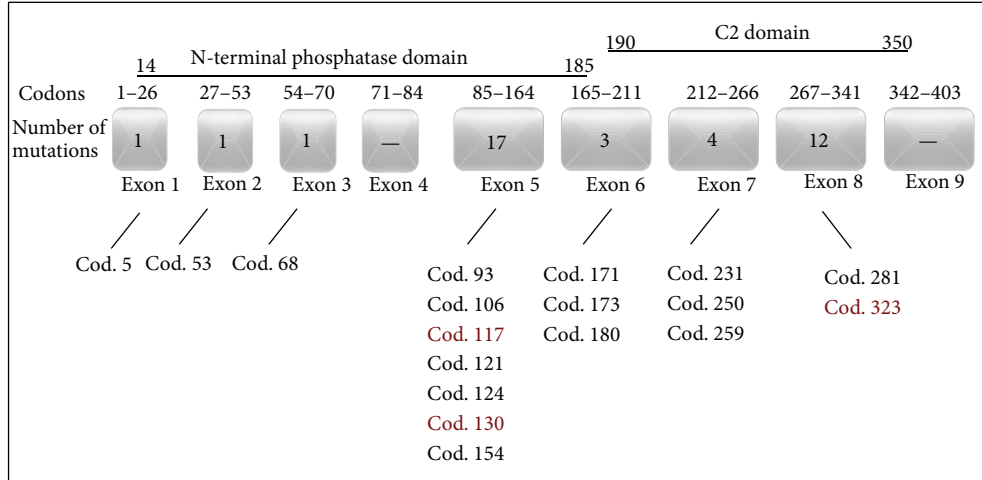 190 C2 domain 350
14 N-terminal phosphatase domain 185
Codons 1–26 27–53 54–70 71–84 85–164 165–211 212–266 267–341 342–403
Number of mutations 1 1 1 — 17 3 4 12 —
Exon 1 Exon 2 Exon 3 Exon 4 Exon 5 Exon 6 Exon 7 Exon 8 Exon 9
Cod. 5 Cod. 53 Cod. 68
Cod. 93 Cod. 171 Cod. 231 Cod. 281
Cod. 106 Cod. 173 Cod. 250 Cod. 323
Cod. 117 Cod. 180 Cod. 259
Cod. 121
Cod. 124
Cod. 130
Cod. 154